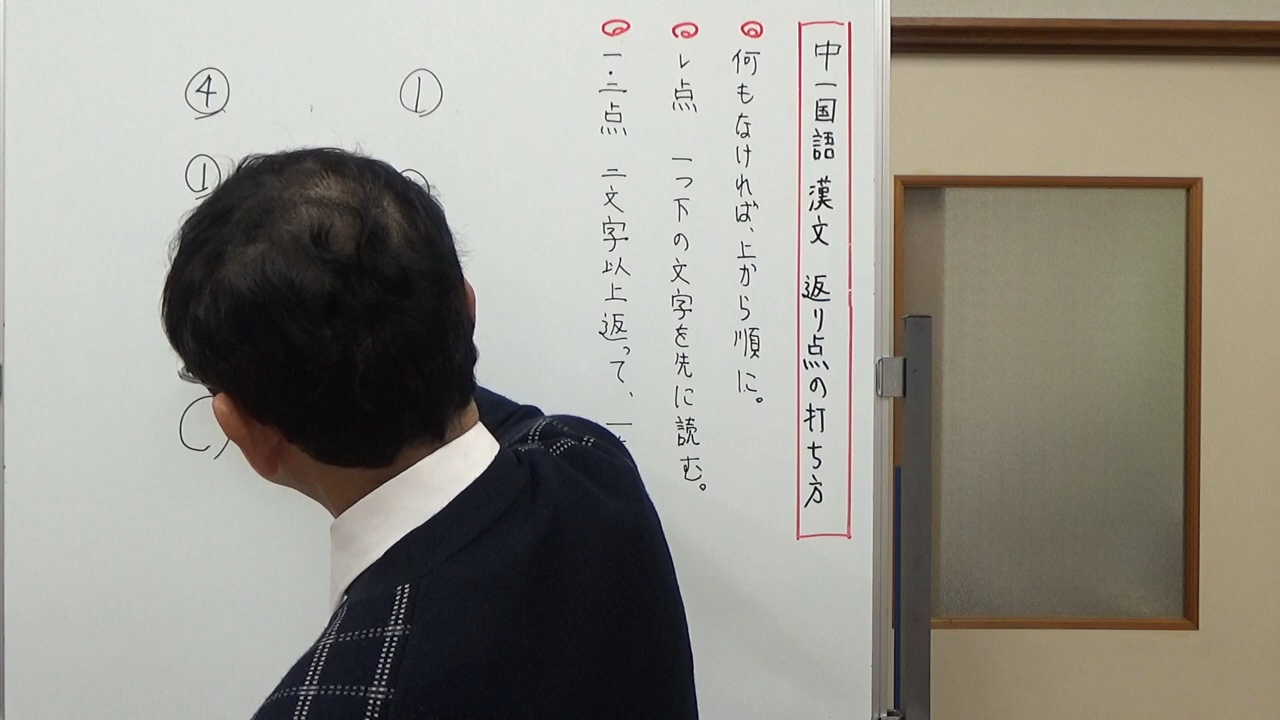 中一国語 漢文 返り点の打ち方
何もなければ、上から順に。
レ点 一つ下の文字を先に読む。
一・二点 二文字以上返って、一
①
④
①